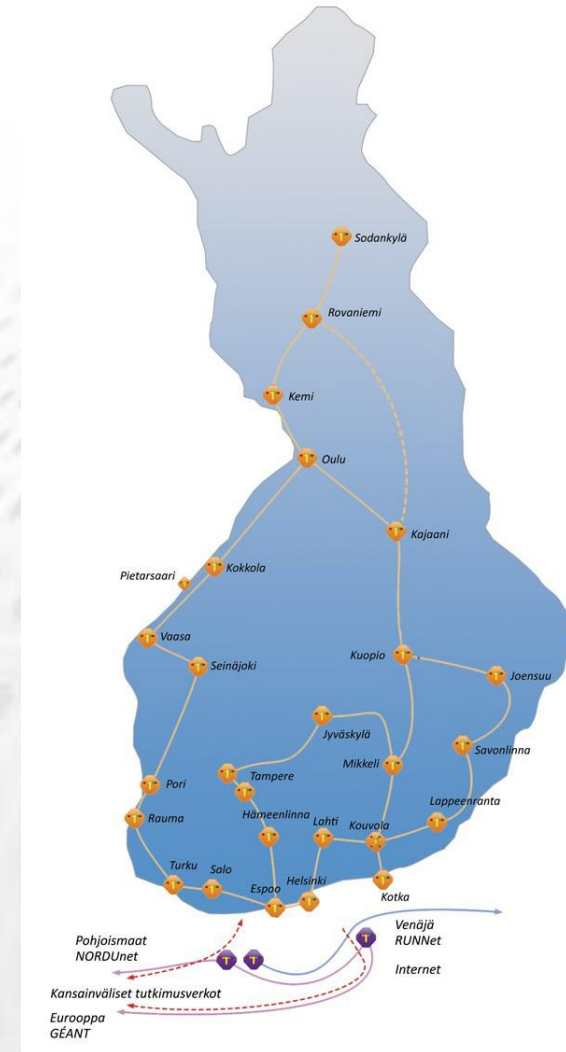 Sodankylä
Rovaniemi
Kemi
Oulu
Kajaani
Kokkola
Pietarsaari
Vaasa
Seinäjoki
Kuopio
Joensuu
Jyväskylä
Savonlinna
Mikkeli
Tampere
Pori
Hämeenlinna
Lahti
Kouvola
Lappeenranta
Rauma
Turku
Salo
Espoo
Helsinki
Kotka
Venäjä
RUNNet
Pohjoismaat
NORDUnet
Internet
Kansainväliset tutkimusverkot
Eurooppa
GÉANT